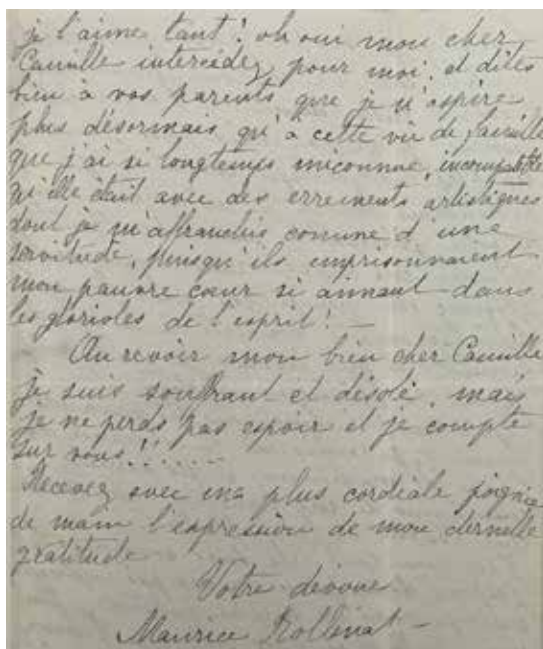 je l'aime tant! oh oui mon cher
Camille intercédez pour moi, et dites
bien à vos parents que je n'aspire
plus désormais qu'à cette vie de famille
que j'ai si longtemps méconnue, incompatible
qu'elle était avec des errements artistiques
dont je m'affranchis comme d'une
servitude, puisqu'ils emprisonnaient
mon pauvre cœur si aimant dans
les glorioles de l'esprit! —
Au revoir mon bien cher Camille
je suis souffrant et désolé, mais
je ne perds pas espoir et je compte
sur vous!!.....
Recevez avec ma plus cordiale poignée
de main l'expression de mon éternelle
gratitude
Votre dévoué
Maurice Rollinat —